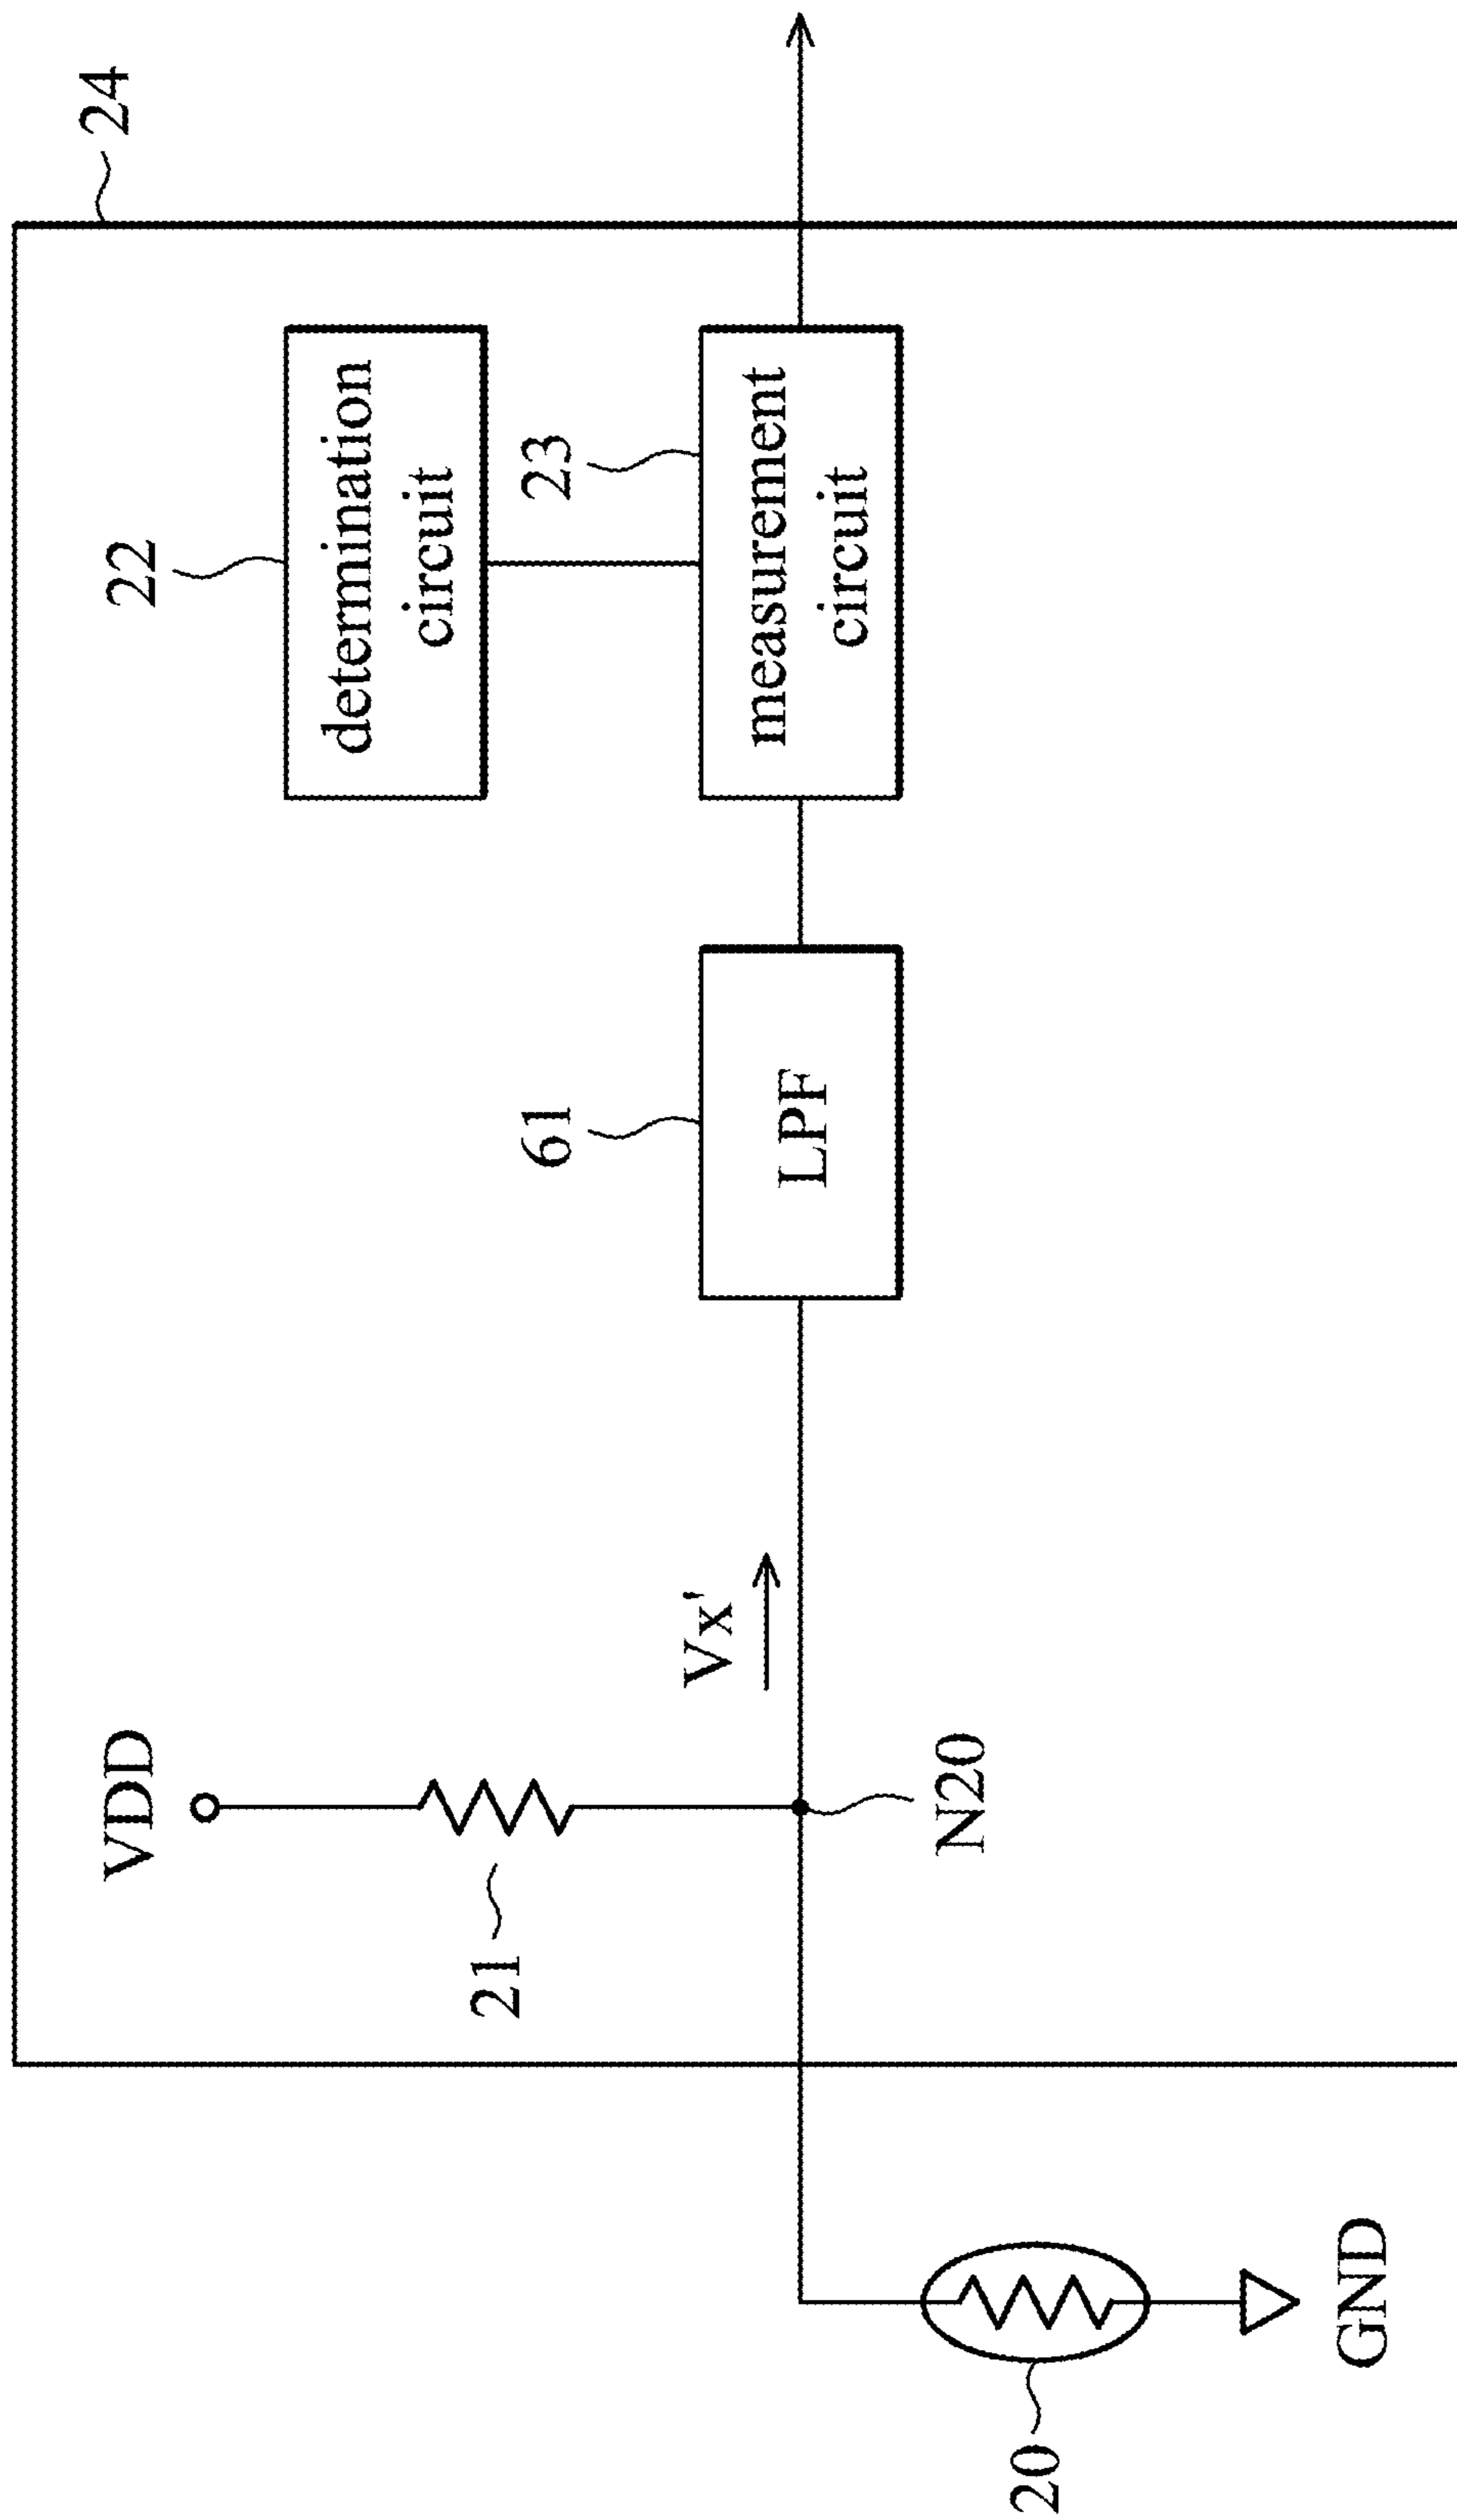 24
22
determination
circuit
23
measurement
circuit
61
LPF
VDD
21
Vx'
N20
20
GND